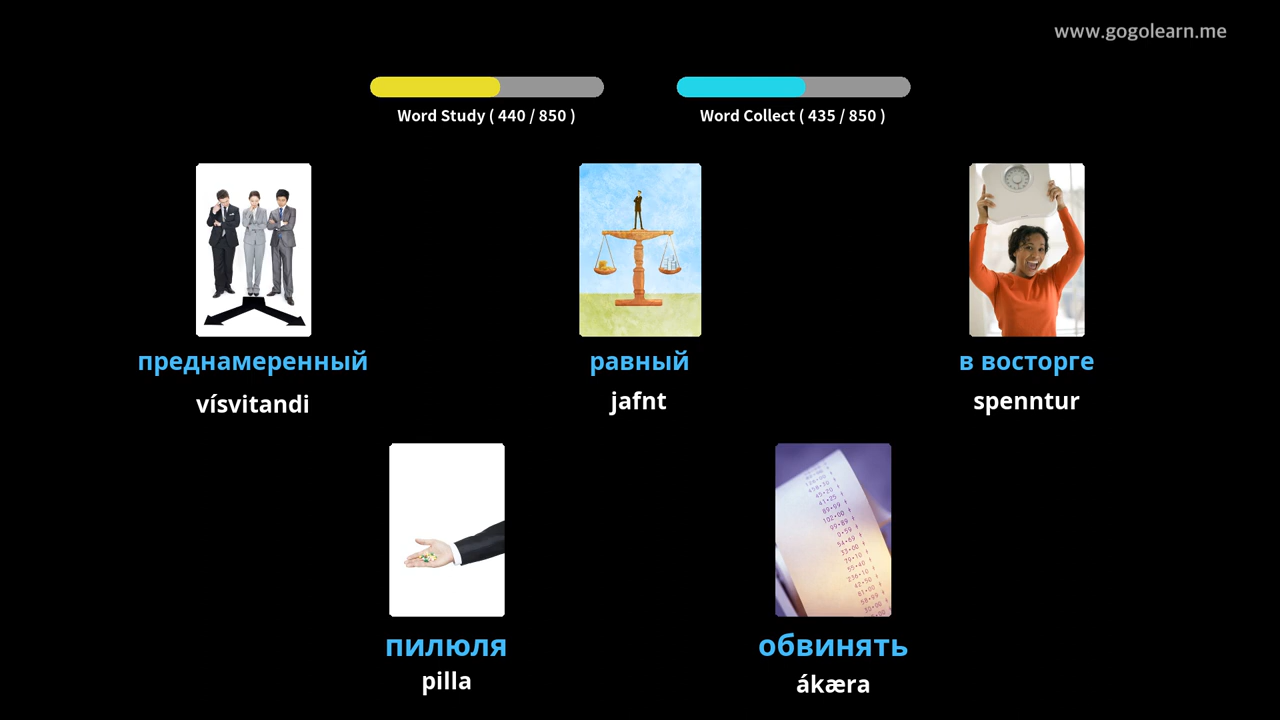 www.gogolearn.me
Word Study ( 440 / 850 )
Word Collect ( 435 / 850 )
преднамеренный
vísvitandi
равный
jafnt
в восторге
spenntur
пилюля
pilla
обвинять
ákæra